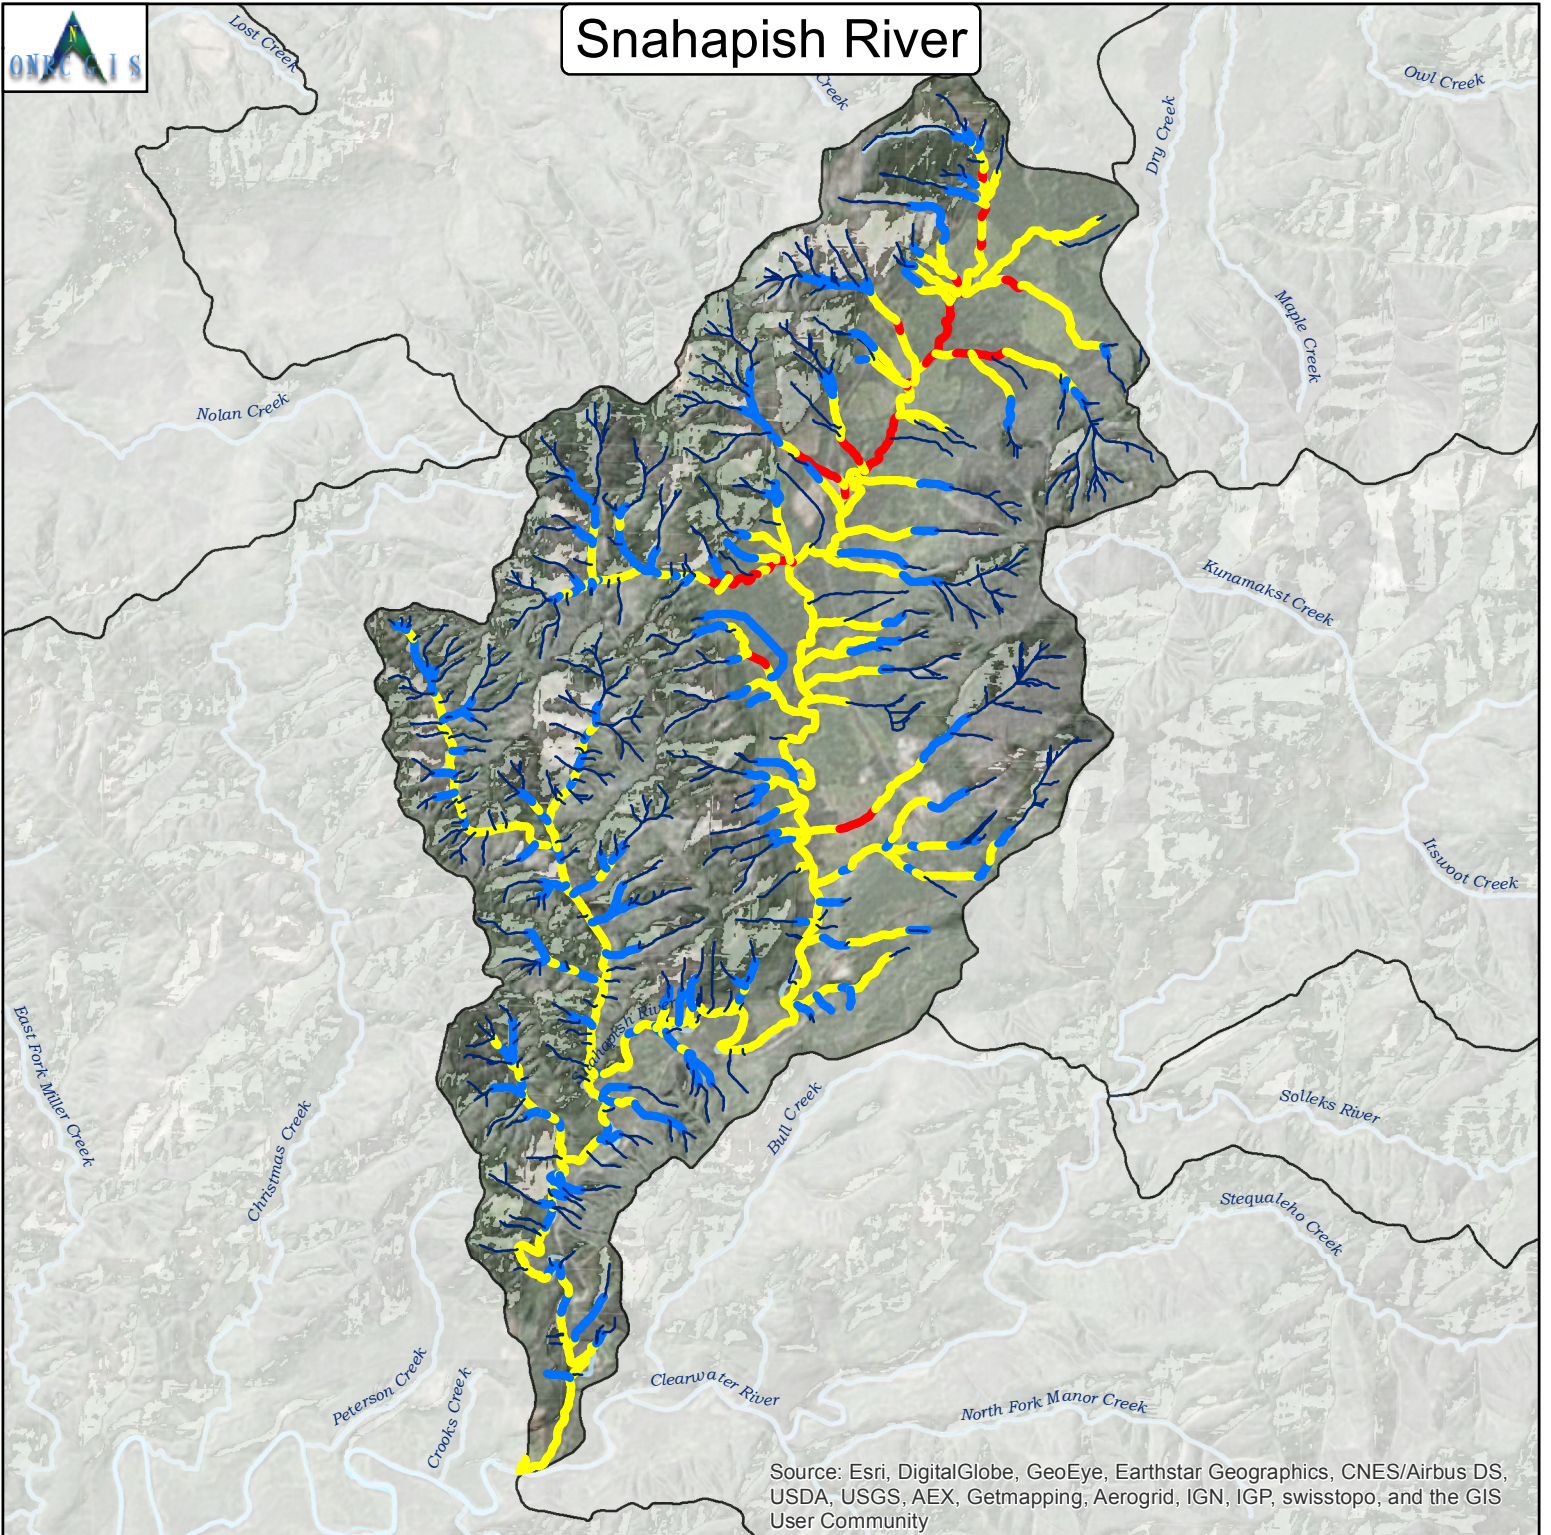 Snahapish River
N
ONRC GIS
Lost Creek
Creek
Owl Creek
Dry Creek
Maple Creek
Nolan Creek
Kunamakst Creek
Itswoot Creek
Snahapish River
East Fork Miller Creek
Christmas Creek
Bull Creek
Solleks River
Stequaleho Creek
Peterson Creek
Crooks Creek
Clearwater River
North Fork Manor Creek
Source: Esri, DigitalGlobe, GeoEye, Earthstar Geographics, CNES/Airbus DS,
USDA, USGS, AEX, Getmapping, Aerogrid, IGN, IGP, swisstopo, and the GIS
User Community